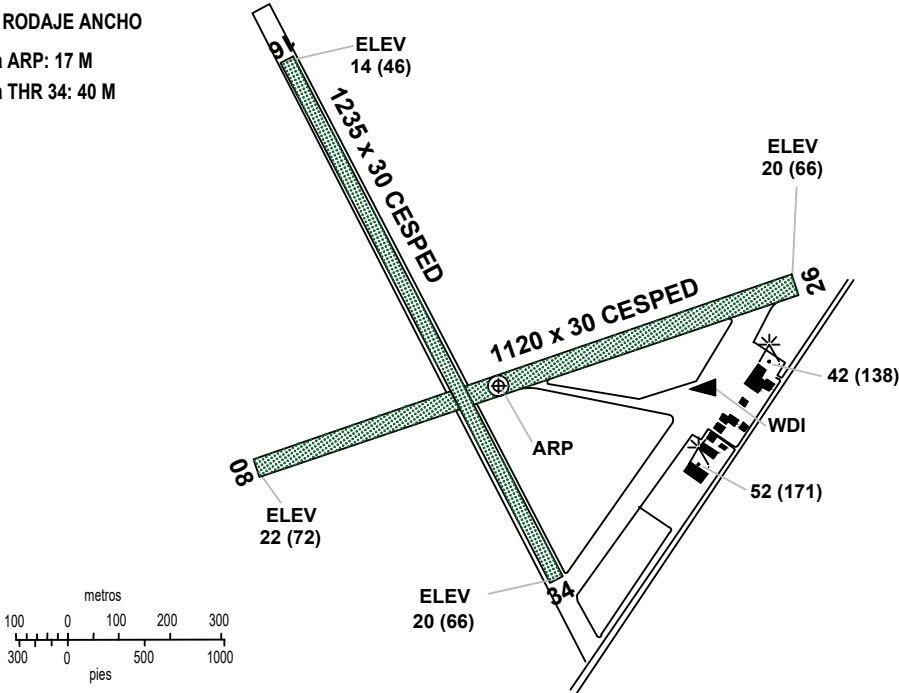 RODAJE ANCHO
ARP: 17 M
THR 34: 40 M
16
ELEV
14 (46)
1235 x 30 CESPED
ELEV
20 (66)
26
1120 x 30 CESPED
42 (138)
WDI
ARP
52 (171)
08
ELEV
22 (72)
34
ELEV
20 (66)
metros
100 0 100 200 300
300 0 500 1000
pies